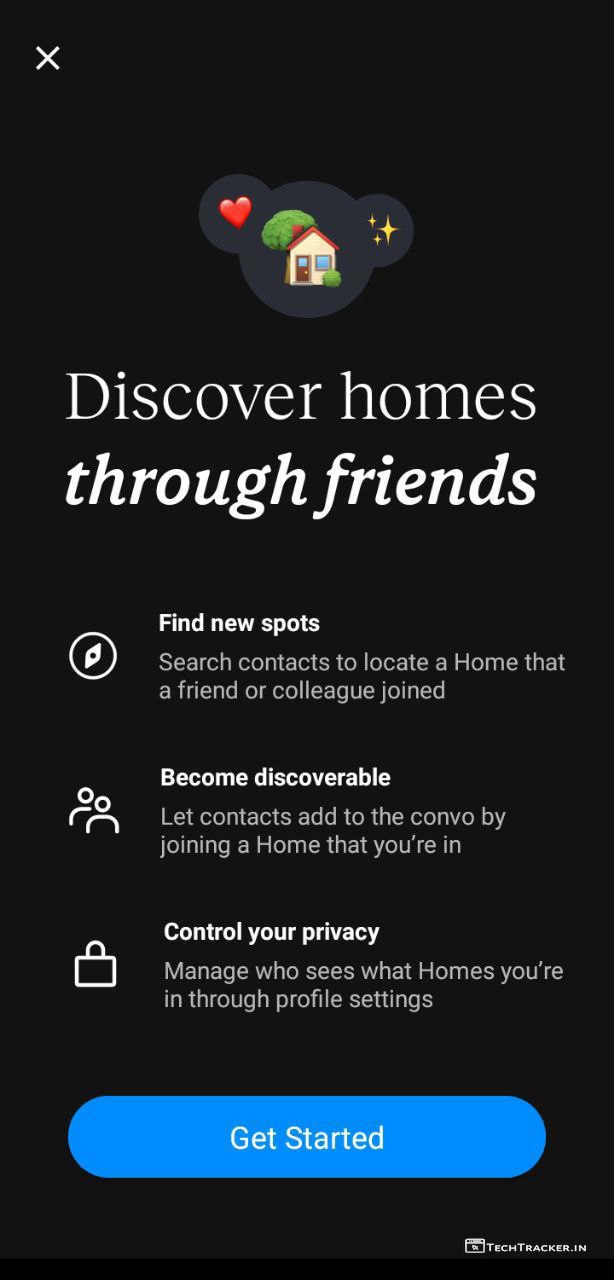 Discover homes
through friends
Find new spots
Search contacts to locate a Home that
a friend or colleague joined
Become discoverable
Let contacts add to the convo by
joining a Home that you’re in
Control your privacy
Manage who sees what Homes you’re
in through profile settings
Get Started
TECHTRACKER.IN